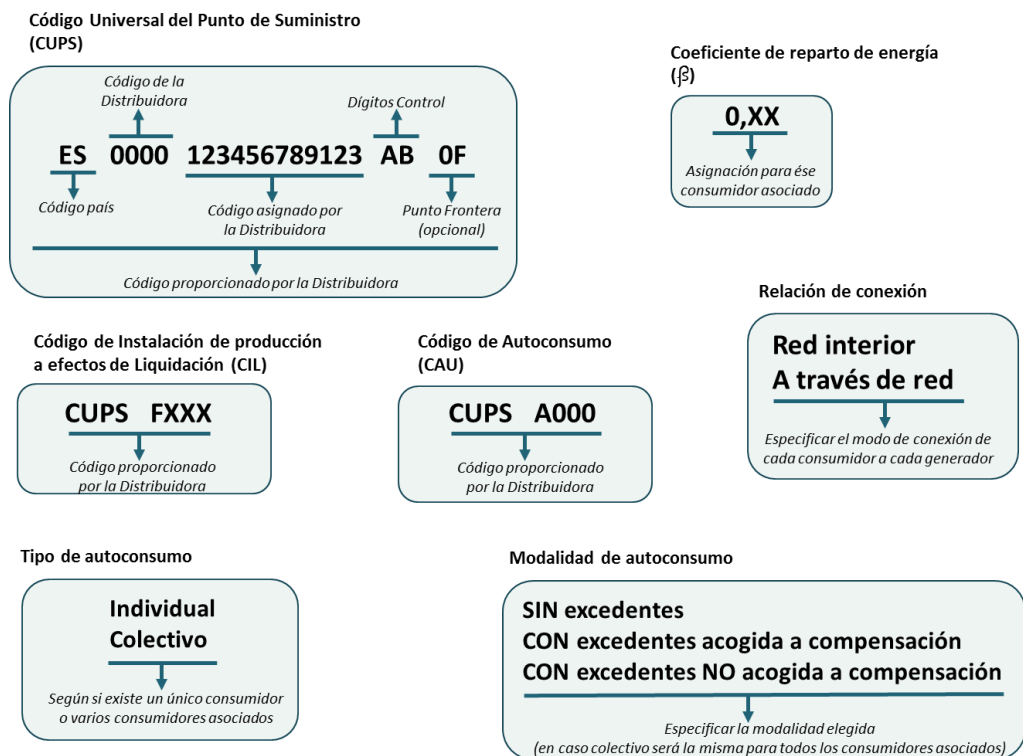 Código Universal del Punto de Suministro
(CUPS)
Código de la
Distribuidora
Dígitos Control
ES 0000 123456789123 AB 0F
Código país
Código asignado por
la Distribuidora
Punto Frontera
(opcional)
Código proporcionado por la Distribuidora
Coeficiente de reparto de energía
(β)
0,XX
Asignación para ése
consumidor asociado
Código de Instalación de producción
a efectos de Liquidación (CIL)
CUPS FXXX
Código proporcionado
por la Distribuidora
Código de Autoconsumo
(CAU)
CUPS A000
Código proporcionado
por la Distribuidora
Relación de conexión
Red interior
A través de red
Especificar el modo de conexión de
cada consumidor a cada generador
Tipo de autoconsumo
Individual
Colectivo
Según si existe un único consumidor
o varios consumidores asociados
Modalidad de autoconsumo
SIN excedentes
CON excedentes acogida a compensación
CON excedentes NO acogida a compensación
Especificar la modalidad elegida
(en caso colectivo será la misma para todos los consumidores asociados)